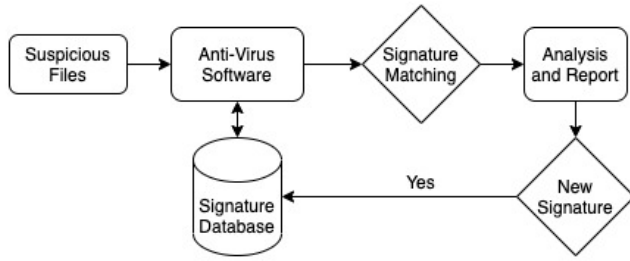 Suspicious
Files
Anti-Virus
Software
Signature
Matching
Analysis
and Report
Signature
Database
Yes
New
Signature